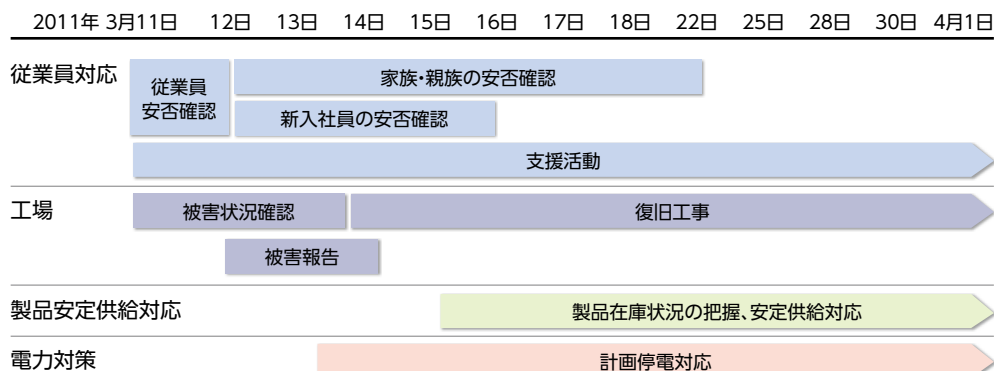 2011年 3月11日 12日 13日 14日 15日 16日 17日 18日 22日 25日 28日 30日 4月1日
従業員対応
従業員
安否確認
家族・親族の安否確認
新入社員の安否確認
支援活動
工場
被害状況確認
復旧工事
被害報告
製品安定供給対応
製品在庫状況の把握、安定供給対応
電力対策
計画停電対応